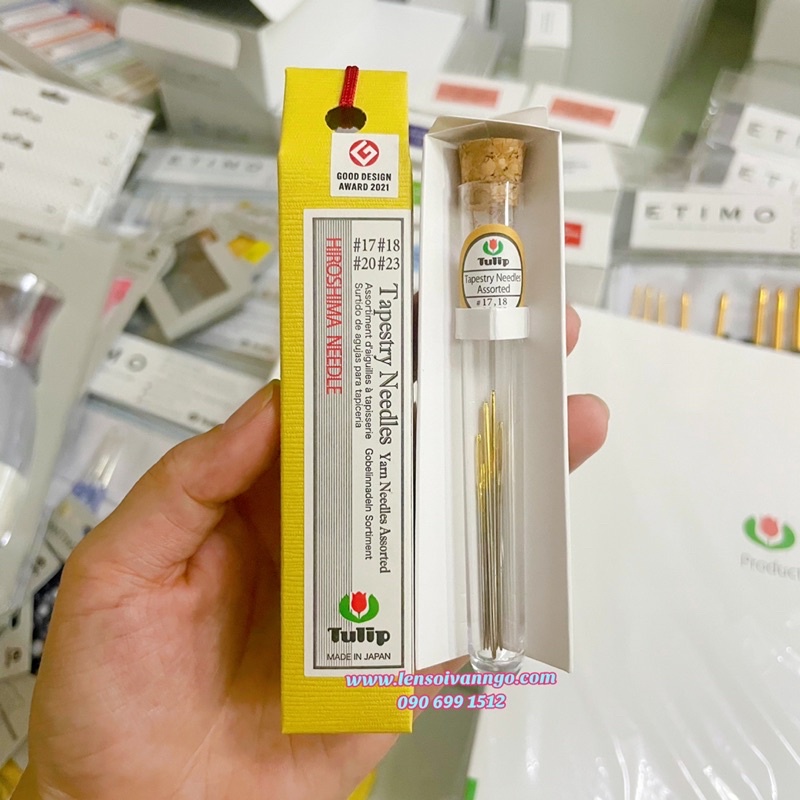 GOOD DESIGN
AWARD 2021
#17#18
#20#23
Tapestry Needles Yarn Needles Assorted
Assortiment d'aiguilles à tapisserie Gobelinnadeln Sortiment
Surtido de agujas para tapicería
HIROSHIMA NEEDLE
Tulip
MADE IN JAPAN
Tulip
Tapestry Needles
Assorted
#17,18
ETIMO
ETIMO
ETIMO
Product
www.lensoivanngo.com
090 699 1512